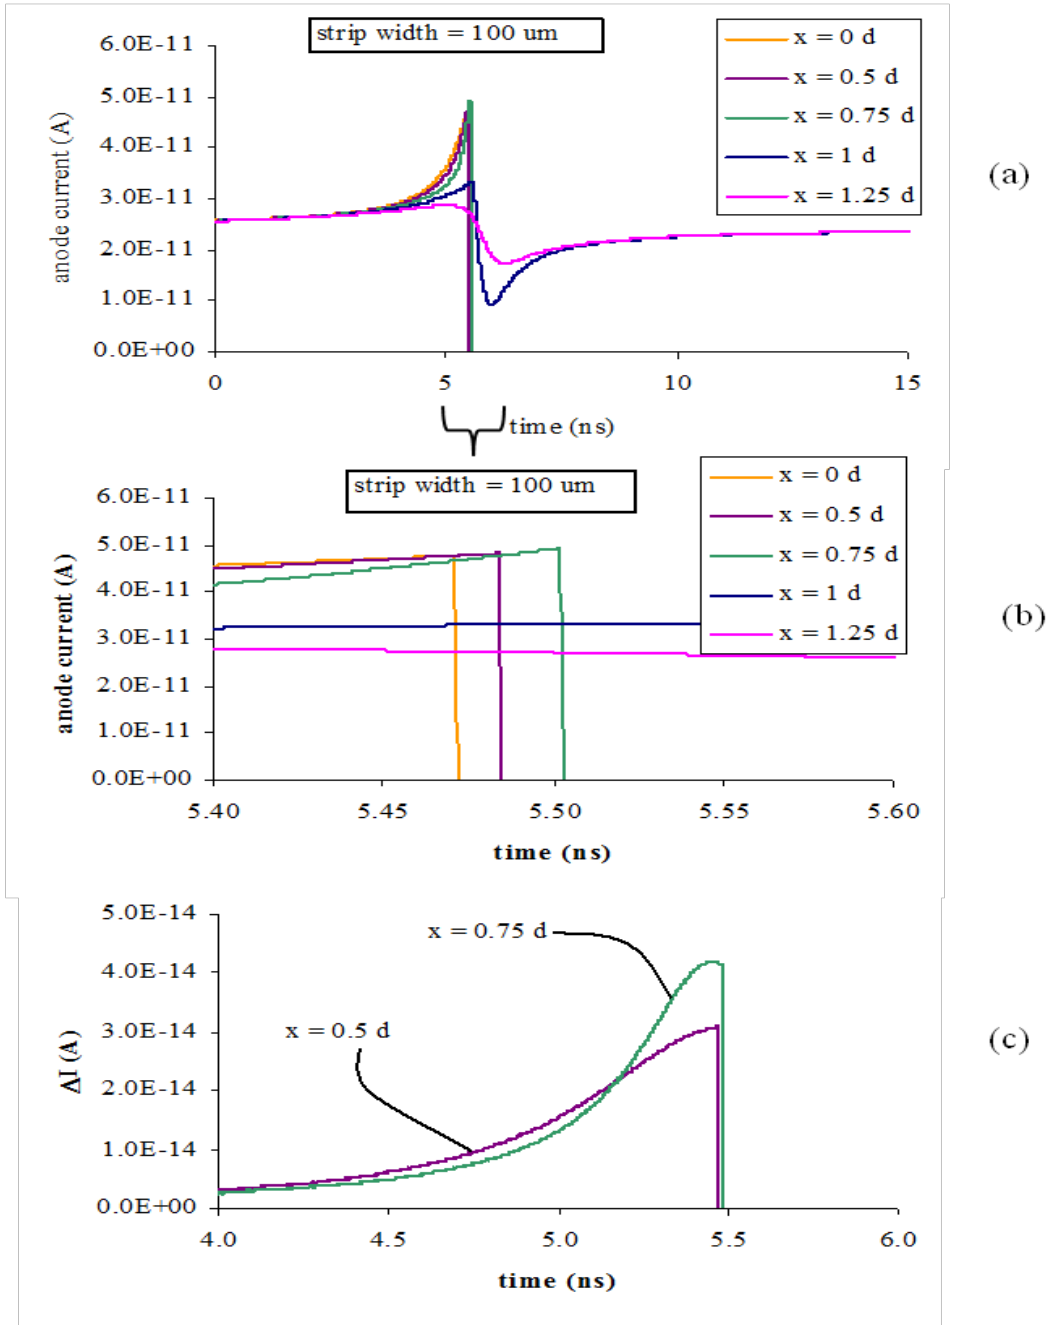 strip width = 100 um
6.0E-11
5.0E-11
4.0E-11
3.0E-11
2.0E-11
1.0E-11
0.0E+00
anode current (A)
x = 0 d
x = 0.5 d
x = 0.75 d
x = 1 d
x = 1.25 d
(a)
0
5
10
15
time (ns)
strip width = 100 um
6.0E-11
5.0E-11
4.0E-11
3.0E-11
2.0E-11
1.0E-11
0.0E+00
anode current (A)
x = 0 d
x = 0.5 d
x = 0.75 d
x = 1 d
x = 1.25 d
(b)
5.40
5.45
5.50
5.55
5.60
time (ns)
5.0E-14
4.0E-14
3.0E-14
2.0E-14
1.0E-14
0.0E+00
ΔI (A)
x = 0.75 d
x = 0.5 d
(c)
4.0
4.5
5.0
5.5
6.0
time (ns)